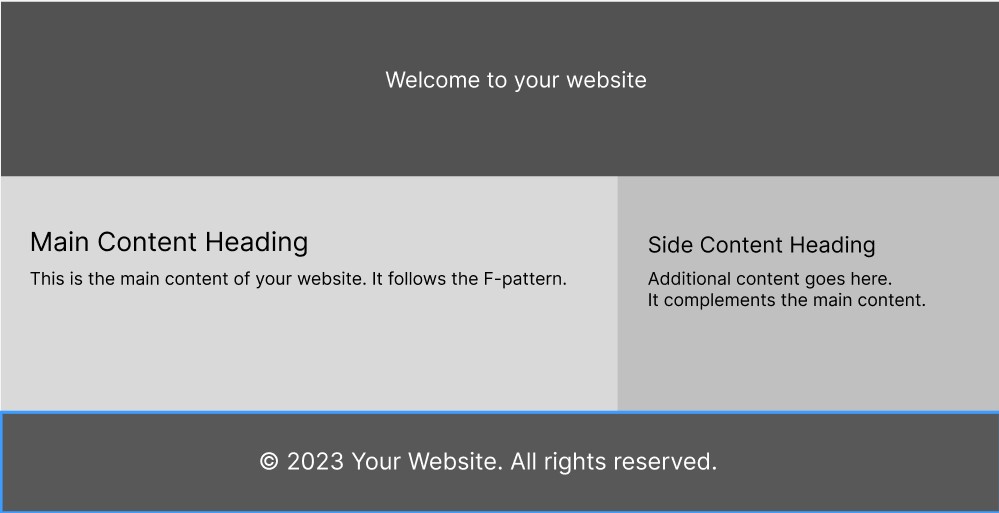 Welcome to your website
Main Content Heading
This is the main content of your website. It follows the F-pattern.
Side Content Heading
Additional content goes here.
It complements the main content.
© 2023 Your Website. All rights reserved.